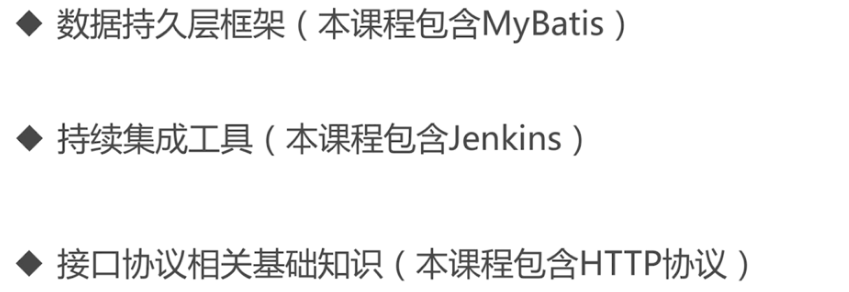 ◆ 数据持久层框架（本课程包含MyBatis）
◆ 持续集成工具（本课程包含Jenkins）
◆ 接口协议相关基础知识（本课程包含HTTP协议）